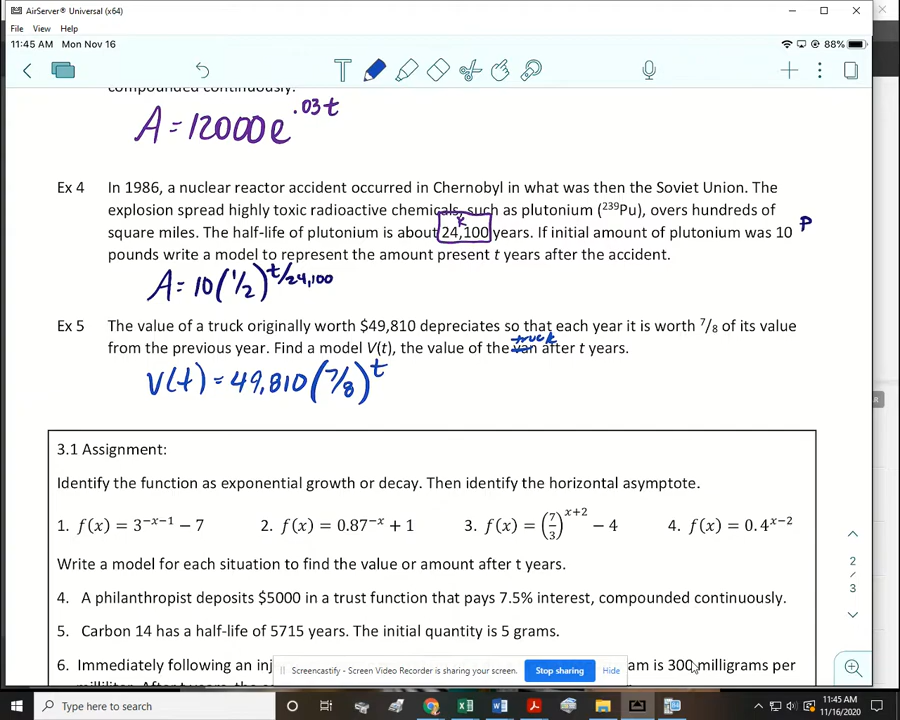 AirServer® Universal (x64)
File View Help
11:45 AM Mon Nov 16
88%
compounded continuously.
A = 12000e^.03t
Ex 4 In 1986, a nuclear reactor accident occurred in Chernobyl in what was then the Soviet Union. The
explosion spread highly toxic radioactive chemicals, such as plutonium (²³⁹Pu), overs hundreds of
K
square miles. The half-life of plutonium is about 24,100 years. If initial amount of plutonium was 10 P
pounds write a model to represent the amount present t years after the accident.
A = 10(1/2)^t/24,100
Ex 5 The value of a truck originally worth $49,810 depreciates so that each year it is worth ⁷/₈ of its value
truck
from the previous year. Find a model V(t), the value of the van after t years.
V(t) = 49,810(7/8)^t
3.1 Assignment:
Identify the function as exponential growth or decay. Then identify the horizontal asymptote.
1. f(x) = 3^−x−1 − 7 2. f(x) = 0.87^−x + 1 3. f(x) = (7/3)^x+2 − 4 4. f(x) = 0.4^x−2
Write a model for each situation to find the value or amount after t years.
4. A philanthropist deposits $5000 in a trust function that pays 7.5% interest, compounded continuously.
5. Carbon 14 has a half-life of 5715 years. The initial quantity is 5 grams.
6. Immediately following an inj am is 300 milligrams per
2
/
3
Screencastify - Screen Video Recorder is sharing your screen. Stop sharing Hide
Type here to search
11:45 AM
11/16/2020